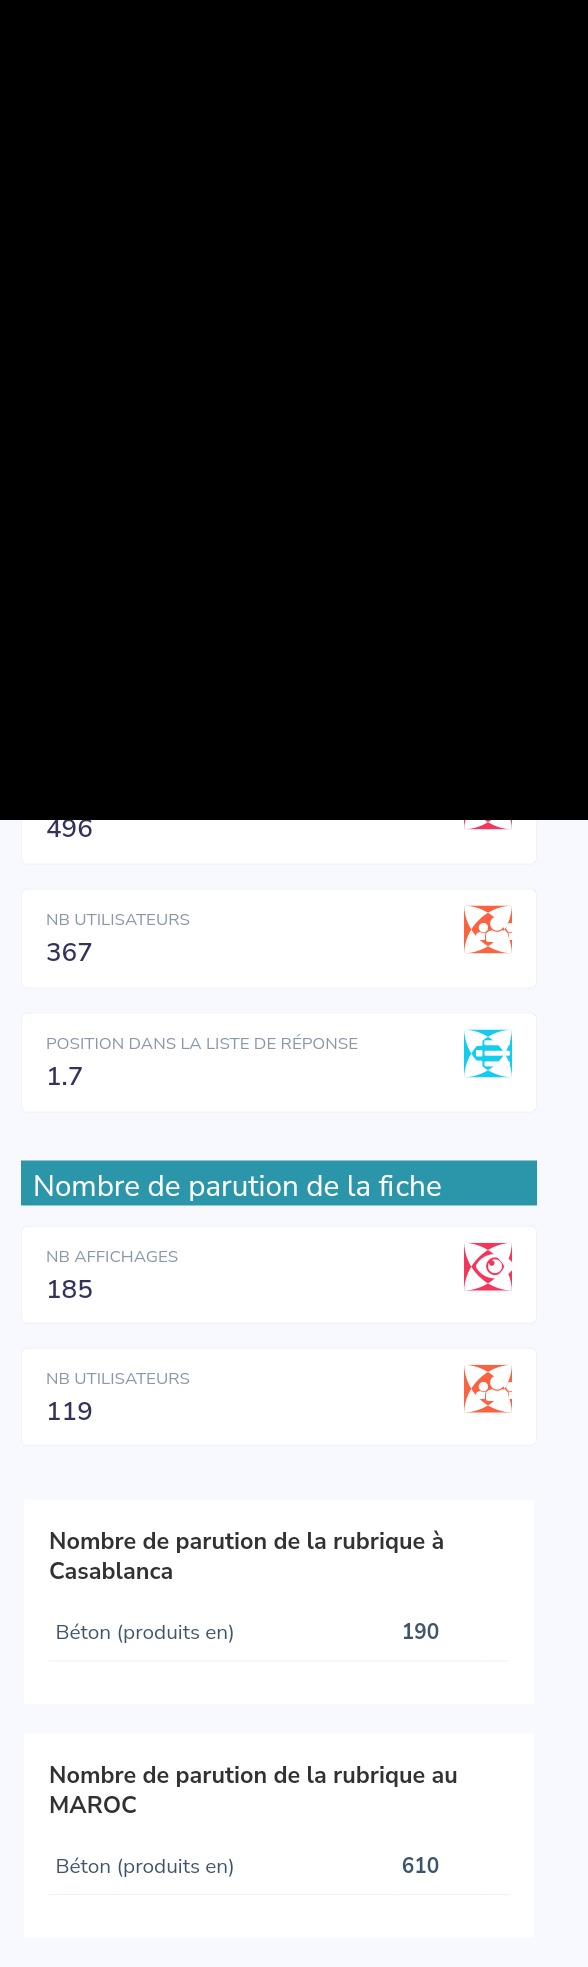 496
NB UTILISATEURS
367
POSITION DANS LA LISTE DE RÉPONSE
1.7
Nombre de parution de la fiche
NB AFFICHAGES
185
NB UTILISATEURS
119
Nombre de parution de la rubrique à
Casablanca
Béton (produits en) 190
Nombre de parution de la rubrique au
MAROC
Béton (produits en) 610